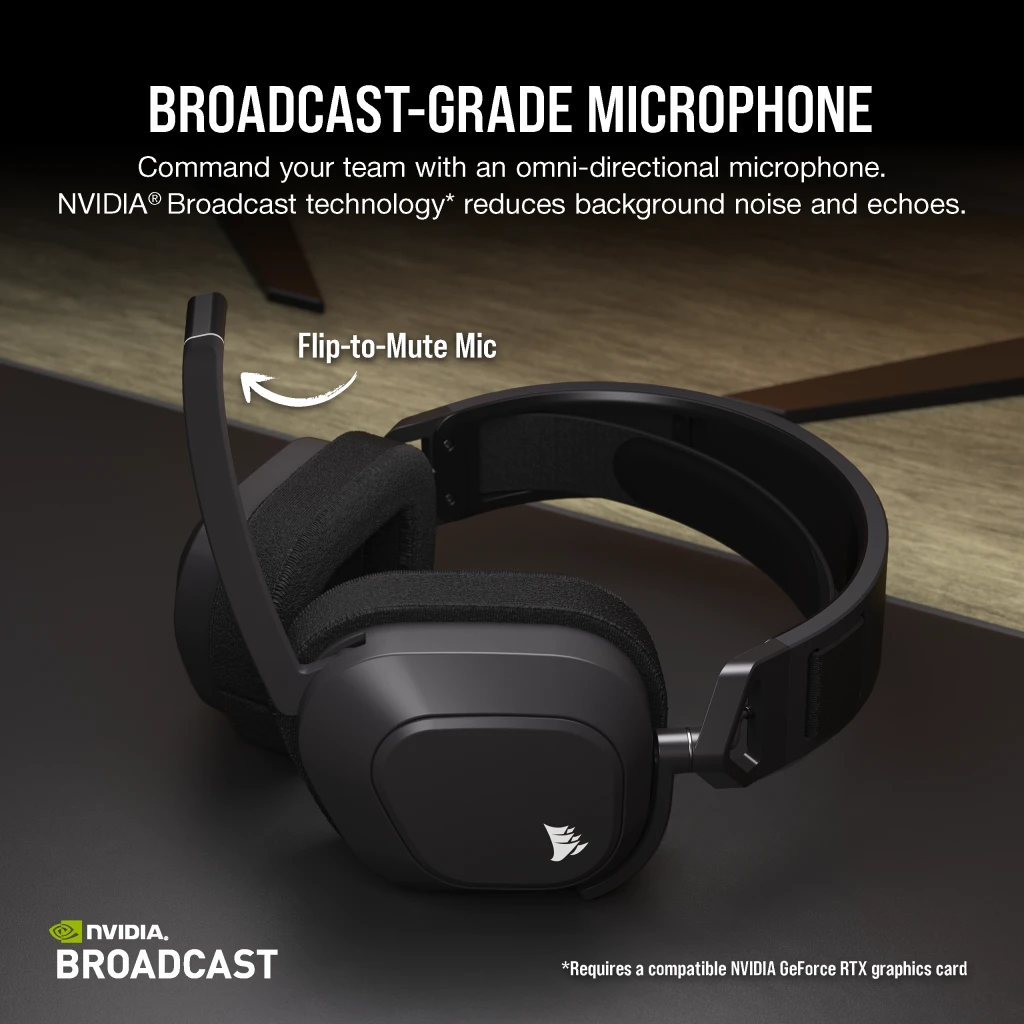 BROADCAST-GRADE MICROPHONE
Command your team with an omni-directional microphone.
NVIDIA® Broadcast technology* reduces background noise and echoes.
Flip-to-Mute Mic
NVIDIA.
BROADCAST
*Requires a compatible NVIDIA GeForce RTX graphics card